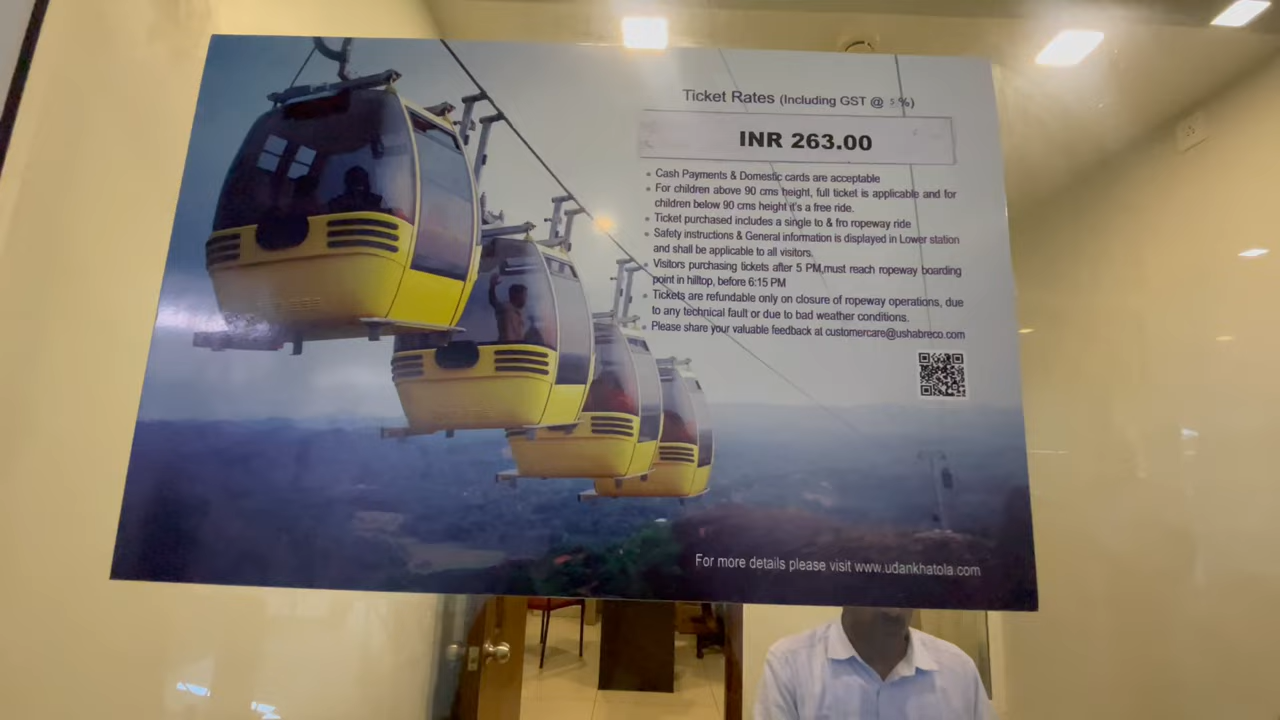 Ticket Rates (Including GST @ 5%)
INR 263.00
• Cash Payments & Domestic cards are acceptable
• For children above 90 cms height, full ticket is applicable and for
children below 90 cms height it's a free ride.
• Ticket purchased includes a single to & fro ropeway ride
• Safety instructions & General information is displayed in Lower station
and shall be applicable to all visitors.
• Visitors purchasing tickets after 5 PM,must reach ropeway boarding
point in hilltop, before 6:15 PM
• Tickets are refundable only on closure of ropeway operations, due
to any technical fault or due to bad weather conditions.
• Please share your valuable feedback at customercare@ushabreco.com
For more details please visit www.udankhatola.com